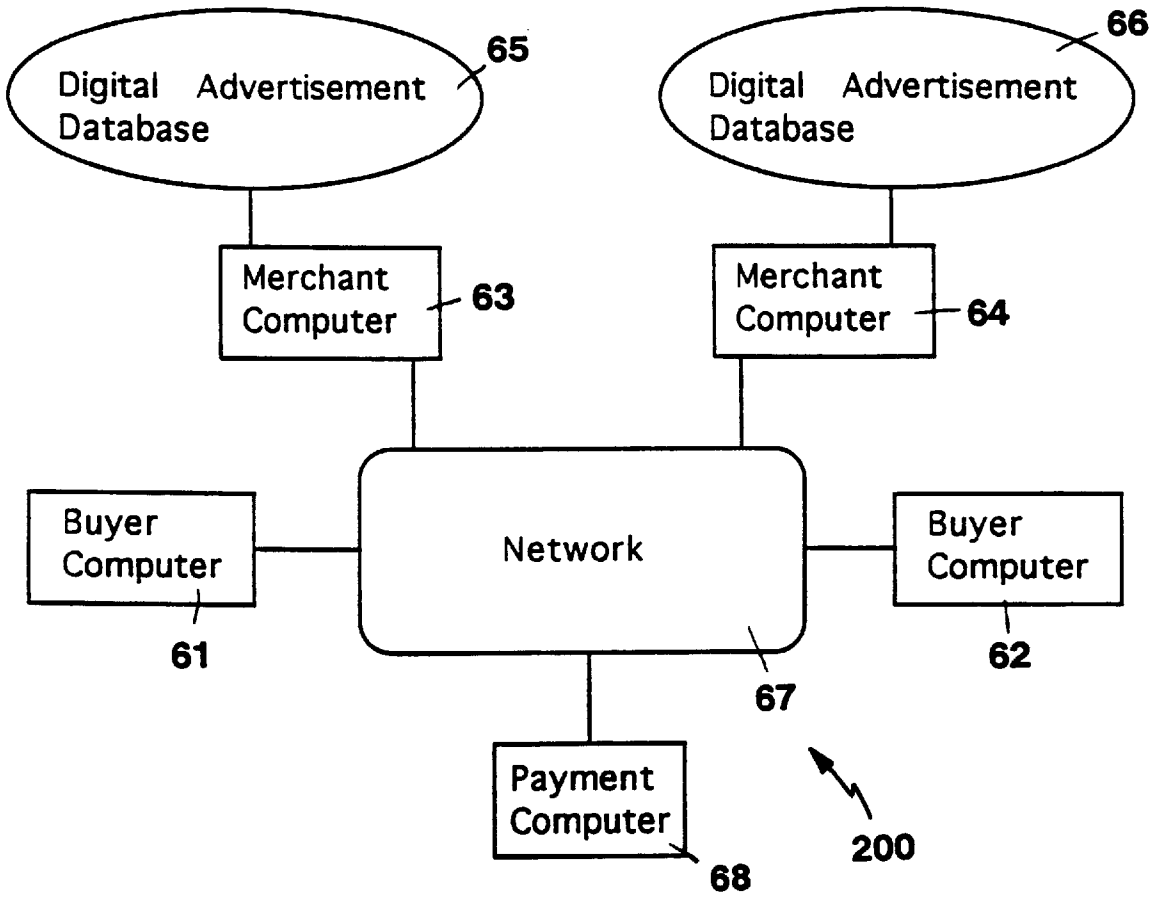 65
Digital Advertisement
Database
66
Digital Advertisement
Database
Merchant
Computer
63
Merchant
Computer
64
Buyer
Computer
61
Network
67
Buyer
Computer
62
Payment
Computer
68
200